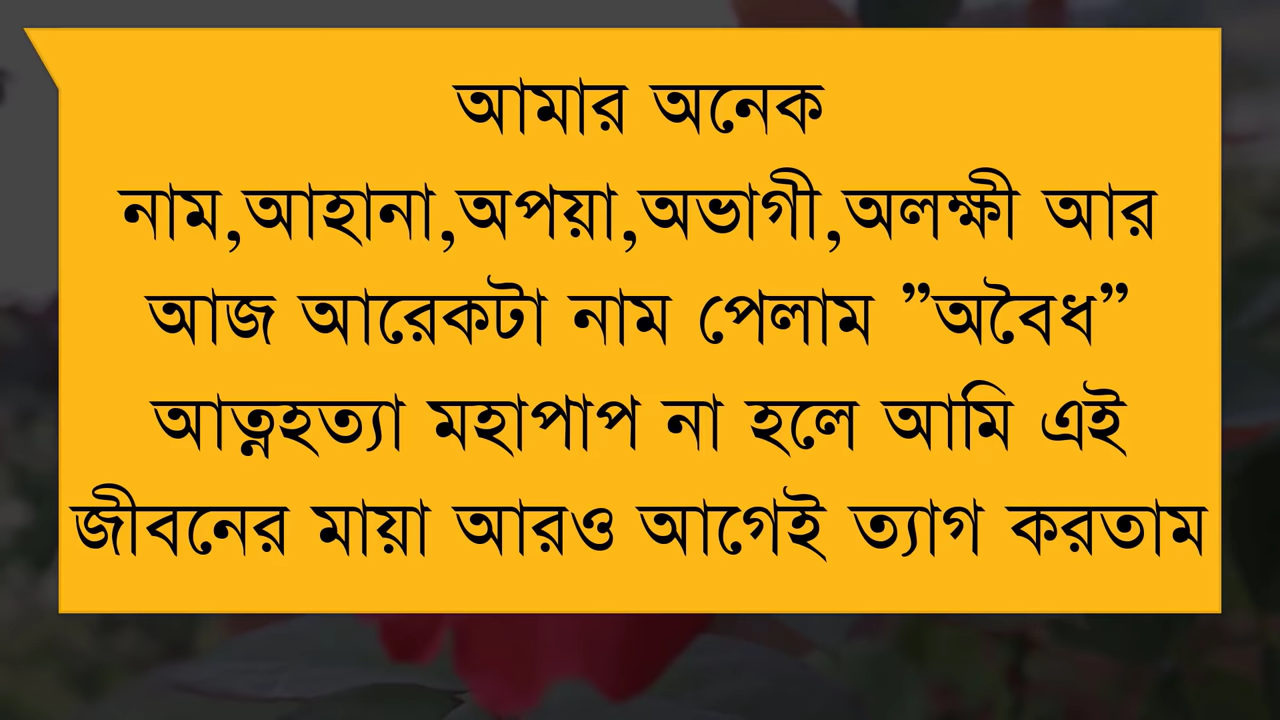 আমার অনেক
নাম,আহানা,অপয়া,অভাগী,অলক্ষী আর
আজ আরেকটা নাম পেলাম ”অবৈধ”
আত্নহত্যা মহাপাপ না হলে আমি এই
জীবনের মায়া আরও আগেই ত্যাগ করতাম